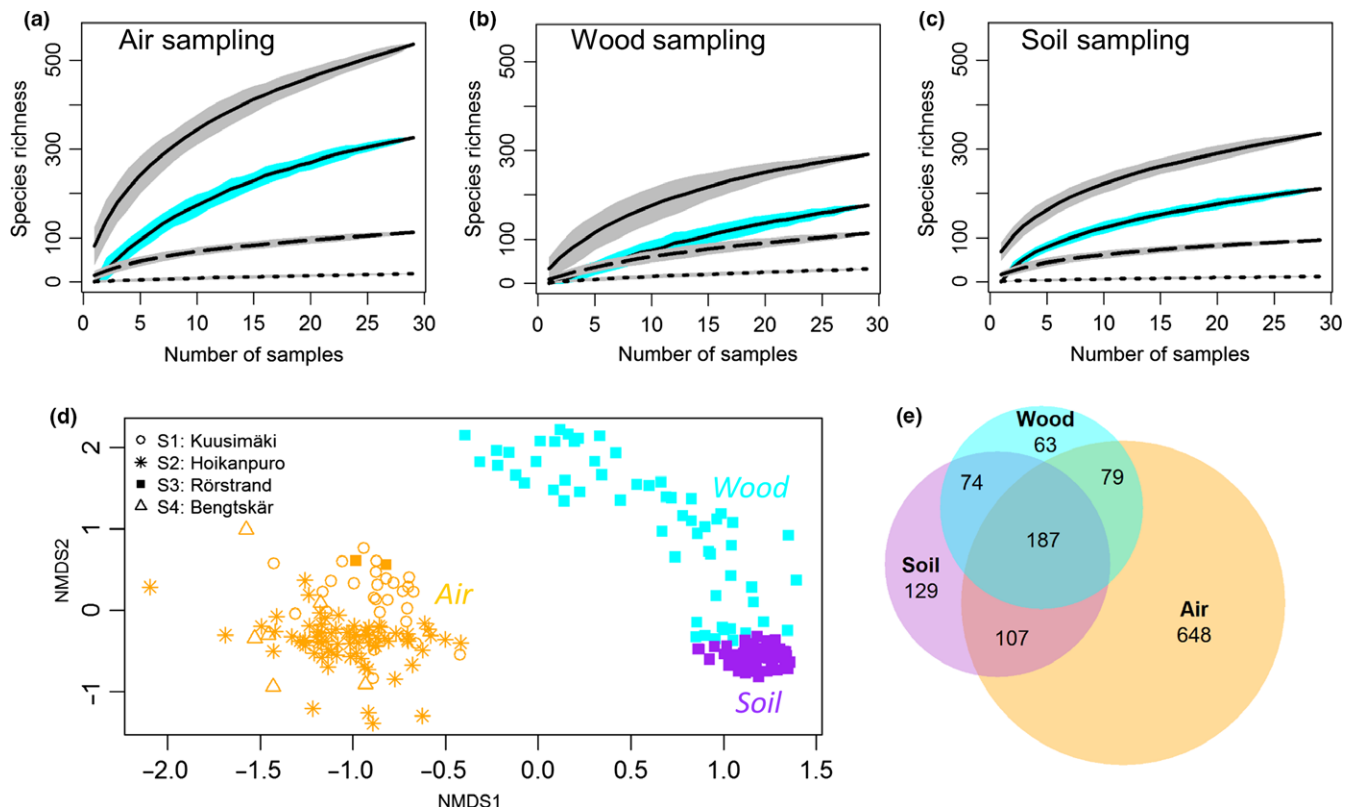 (a)
Air sampling
Species richness
0
100
300
500
0 5 10 15 20 25 30
Number of samples
(b)
Wood sampling
Species richness
0
100
300
500
0 5 10 15 20 25 30
Number of samples
(c)
Soil sampling
Species richness
0
100
300
500
0 5 10 15 20 25 30
Number of samples
(d)
S1: Kuusimäki
S2: Hoikanpuro
S3: Rörstrand
S4: Bengtskär
Wood
Air
Soil
NMDS2
2
1
0
−1
−2.0 −1.5 −1.0 −0.5 0.0 0.5 1.0 1.5
NMDS1
(e)
Wood
63
74
79
187
Soil
129
107
Air
648